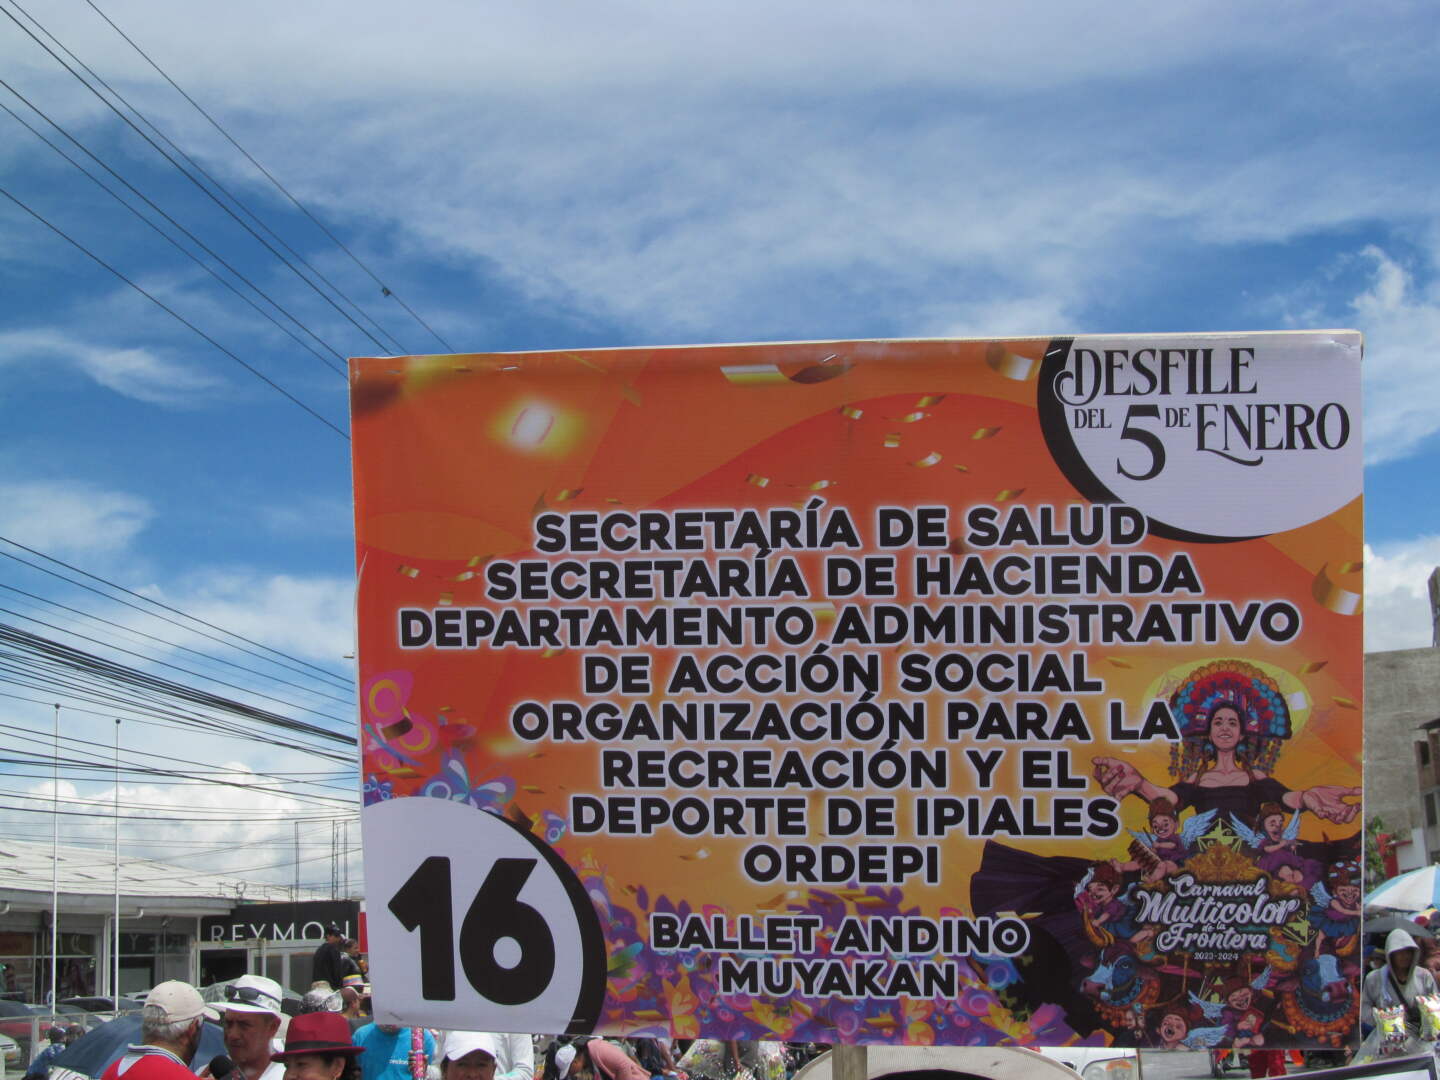 DESFILE
DEL 5 DE ENERO
SECRETARÍA DE SALUD
SECRETARÍA DE HACIENDA
DEPARTAMENTO ADMINISTRATIVO
DE ACCIÓN SOCIAL
ORGANIZACIÓN PARA LA
RECREACIÓN Y EL
DEPORTE DE IPIALES
ORDEPI
BALLET ANDINO
MUYAKAN
16
Carnaval
Multicolor
de la
Frontera
2023-2024
REYMON